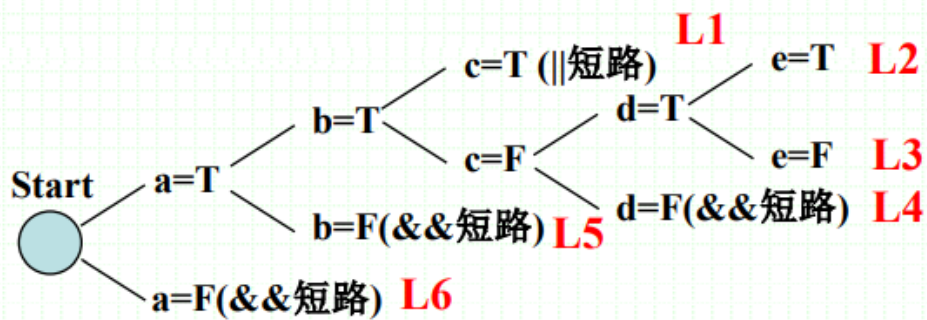 L1
c=T (||短路)
e=T L2
b=T
d=T
c=F
e=F L3
Start
a=T
d=F(&&短路) L4
b=F(&&短路) L5
a=F(&&短路) L6